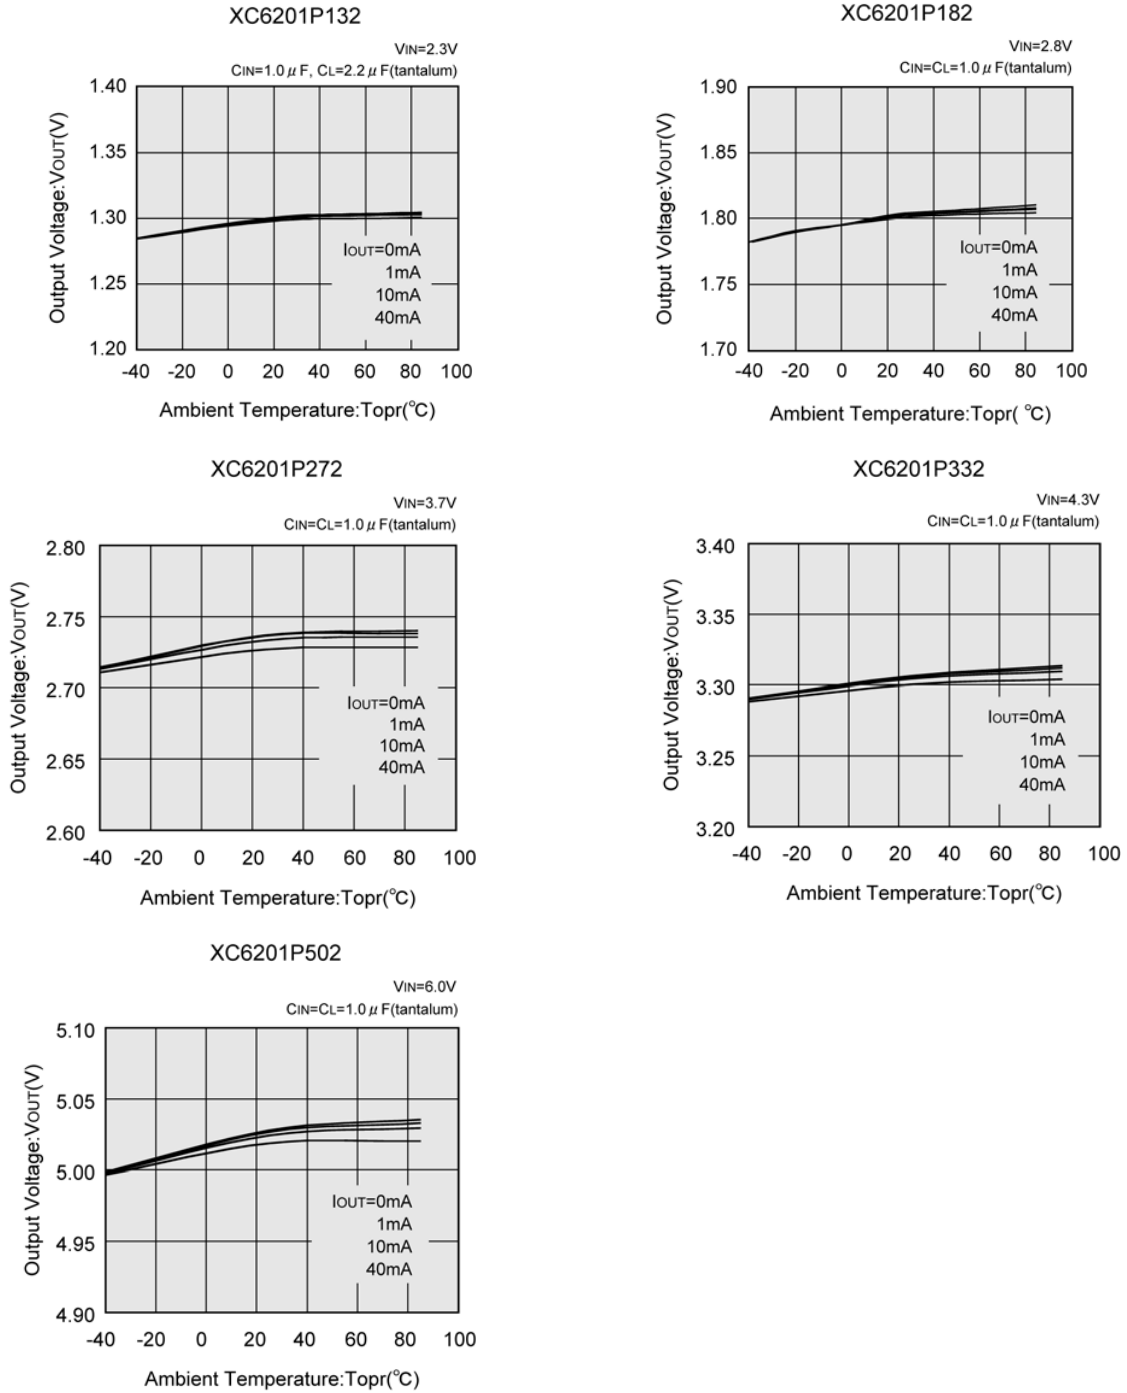 XC6201P132
VIN=2.3V
CIN=1.0 μ F, CL=2.2 μ F(tantalum)
1.40
1.35
1.30
1.25
1.20
Output Voltage:VOUT(V)
IOUT=0mA
1mA
10mA
40mA
-40 -20 0 20 40 60 80 100
Ambient Temperature:Topr(℃)
XC6201P182
VIN=2.8V
CIN=CL=1.0 μ F(tantalum)
1.90
1.85
1.80
1.75
1.70
Output Voltage:VOUT(V)
IOUT=0mA
1mA
10mA
40mA
-40 -20 0 20 40 60 80 100
Ambient Temperature:Topr( ℃)
XC6201P272
VIN=3.7V
CIN=CL=1.0 μ F(tantalum)
2.80
2.75
2.70
2.65
2.60
Output Voltage:VOUT(V)
IOUT=0mA
1mA
10mA
40mA
-40 -20 0 20 40 60 80 100
Ambient Temperature:Topr(℃)
XC6201P332
VIN=4.3V
CIN=CL=1.0 μ F(tantalum)
3.40
3.35
3.30
3.25
3.20
Output Voltage:VOUT(V)
IOUT=0mA
1mA
10mA
40mA
-40 -20 0 20 40 60 80 100
Ambient Temperature:Topr(℃)
XC6201P502
VIN=6.0V
CIN=CL=1.0 μ F(tantalum)
5.10
5.05
5.00
4.95
4.90
Output Voltage:VOUT(V)
IOUT=0mA
1mA
10mA
40mA
-40 -20 0 20 40 60 80 100
Ambient Temperature:Topr(℃)